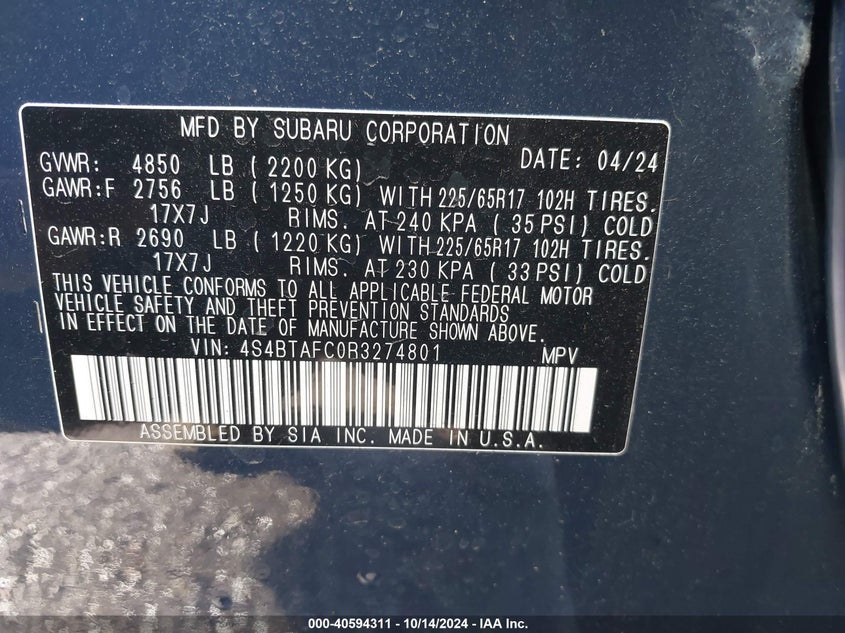 MFD BY SUBARU CORPORATION
GVWR: 4850 LB ( 2200 KG) DATE: 04/24
GAWR:F 2756 LB ( 1250 KG) WITH 225/65R17 102H TIRES.
17X7J RIMS. AT 240 KPA ( 35 PSI) COLD
GAWR:R 2690 LB ( 1220 KG) WITH 225/65R17 102H TIRES.
17X7J RIMS. AT 230 KPA ( 33 PSI) COLD
THIS VEHICLE CONFORMS TO ALL APPLICABLE FEDERAL MOTOR
VEHICLE SAFETY AND THEFT PREVENTION STANDARDS
IN EFFECT ON THE DATE OF MANUFACTURE SHOWN ABOVE.
VIN: 4S4BTAFC0R3274801 MPV
ASSEMBLED BY SIA INC. MADE IN U.S.A.
000-40594311 - 10/14/2024 - IAA Inc.